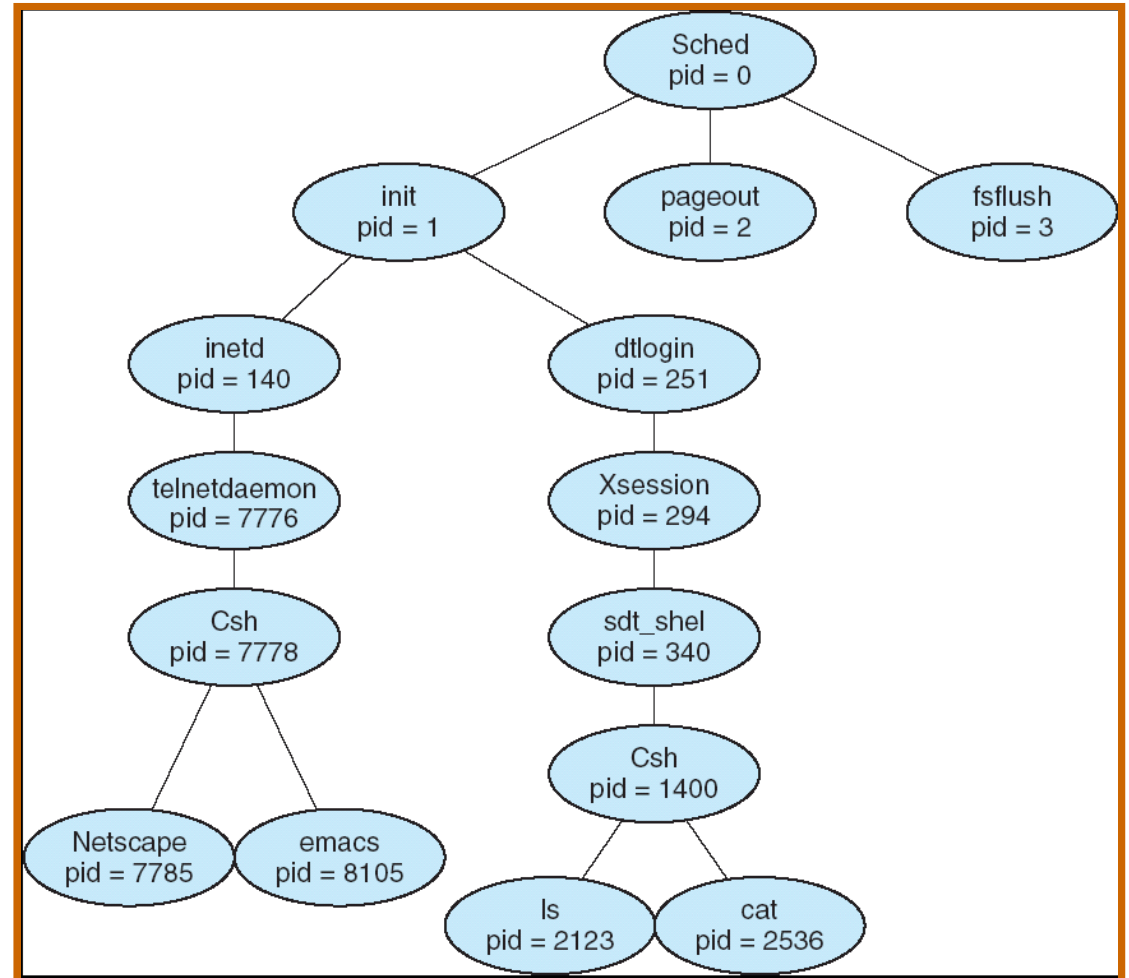 Sched
pid = 0
init
pid = 1
pageout
pid = 2
fsflush
pid = 3
inetd
pid = 140
dtlogin
pid = 251
telnetdaemon
pid = 7776
Xsession
pid = 294
Csh
pid = 7778
sdt_shel
pid = 340
Csh
pid = 1400
Netscape
pid = 7785
emacs
pid = 8105
ls
pid = 2123
cat
pid = 2536